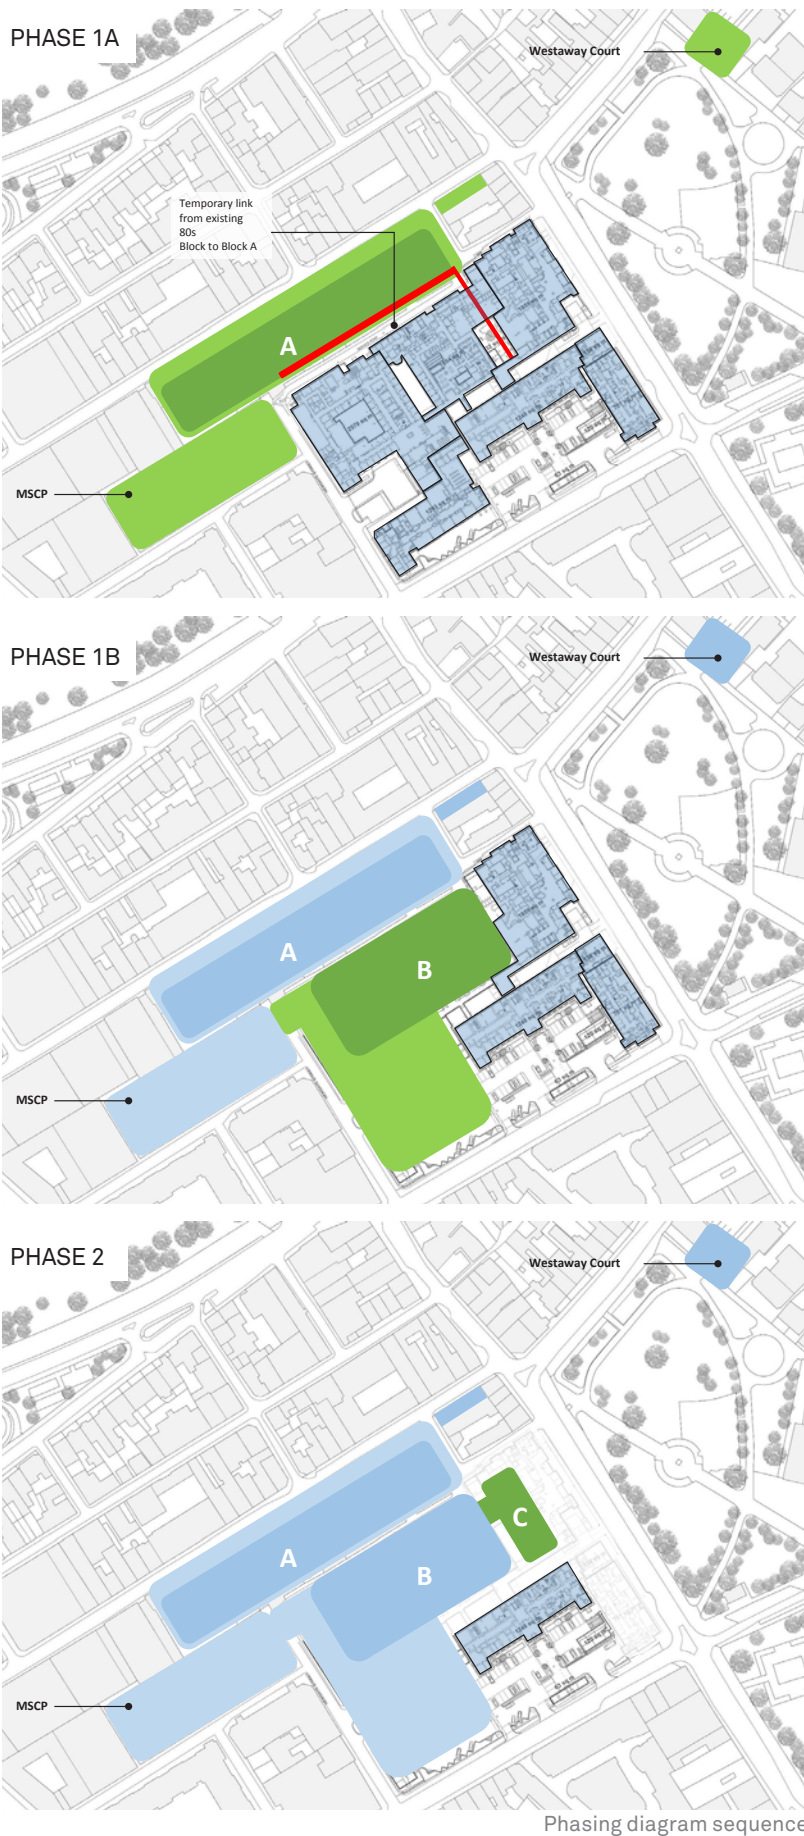 PHASE 1A
Westaway Court
Temporary link
from existing
80s
Block to Block A
A
MSCP
PHASE 1B
Westaway Court
A
B
MSCP
PHASE 2
Westaway Court
C
A
B
MSCP
Phasing diagram sequence